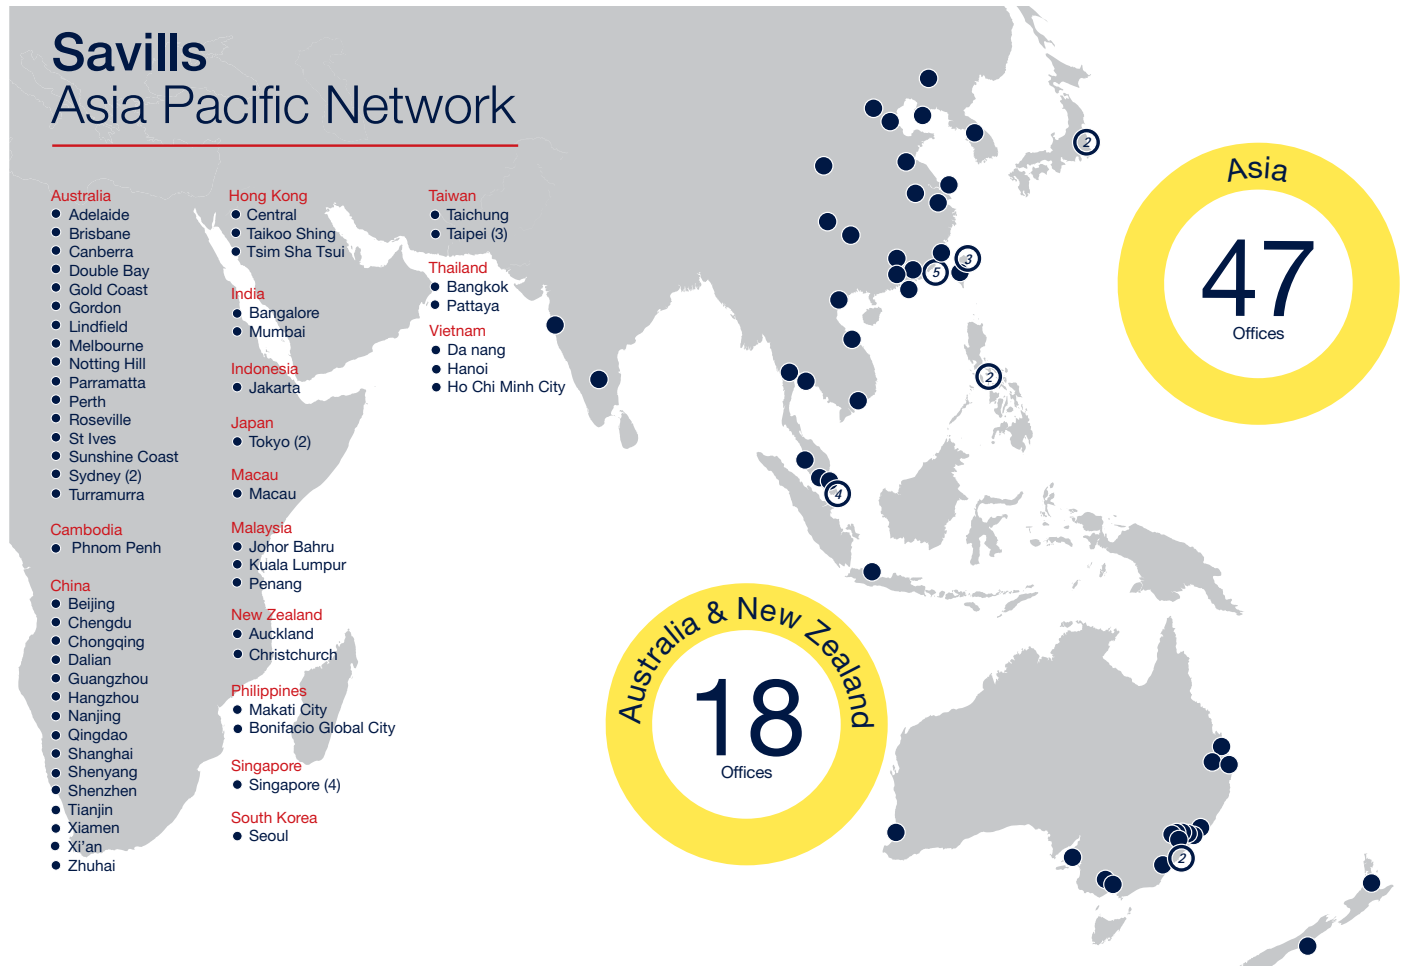 Savills
Asia Pacific Network
Australia
Adelaide
Brisbane
Canberra
Double Bay
Gold Coast
Gordon
Lindfield
Melbourne
Notting Hill
Parramatta
Perth
Roseville
St Ives
Sunshine Coast
Sydney (2)
Turramurra
Cambodia
Phnom Penh
China
Beijing
Chengdu
Chongqing
Dalian
Guangzhou
Hangzhou
Nanjing
Qingdao
Shanghai
Shenyang
Shenzhen
Tianjin
Xiamen
Xi'an
Zhuhai
Hong Kong
Central
Taikoo Shing
Tsim Sha Tsui
India
Bangalore
Mumbai
Indonesia
Jakarta
Japan
Tokyo (2)
Macau
Macau
Malaysia
Johor Bahru
Kuala Lumpur
Penang
New Zealand
Auckland
Christchurch
Philippines
Makati City
Bonifacio Global City
Singapore
Singapore (4)
South Korea
Seoul
Taiwan
Taichung
Taipei (3)
Thailand
Bangkok
Pattaya
Vietnam
Da nang
Hanoi
Ho Chi Minh City
2
3
5
2
4
2
Asia
47
Offices
Australia & New Zealand
18
Offices